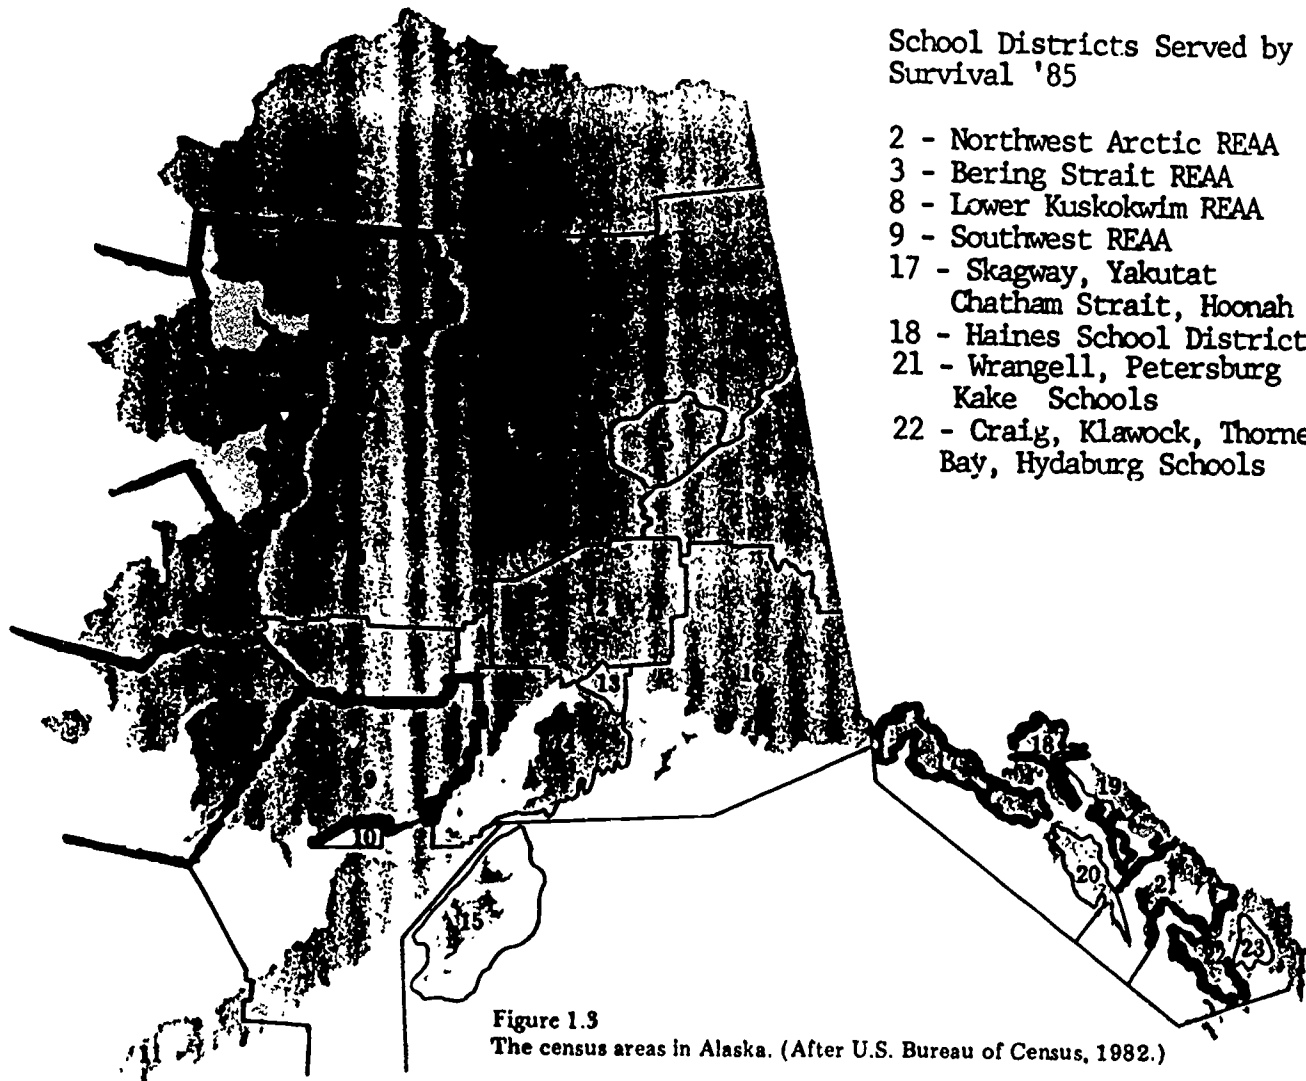 School Districts Served by
Survival '85
2 - Northwest Arctic REAA
3 - Bering Strait REAA
8 - Lower Kuskokwim REAA
9 - Southwest REAA
17 - Skagway, Yakutat
Chatham Strait, Hoonah
18 - Haines School District
21 - Wrangell, Petersburg
Kake Schools
22 - Craig, Klawock, Thorne
Bay, Hydaburg Schools
13
16
18
19
9
10
20
21
15
22
23
11
Figure 1.3
The census areas in Alaska. (After U.S. Bureau of Census, 1982.)